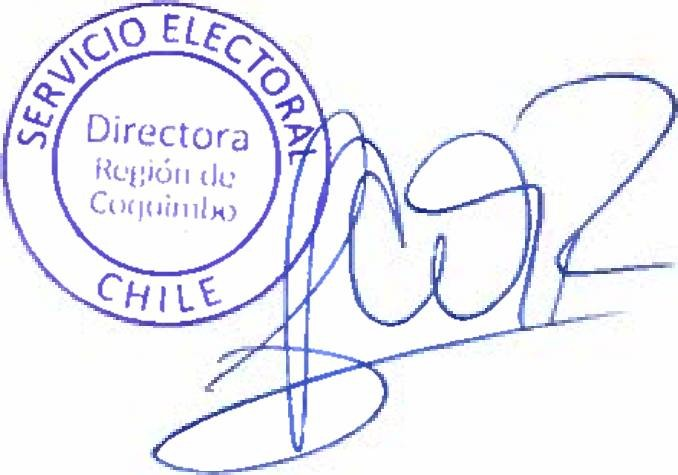 SERVICIO ELECTORAL
Directora
Región de
Coquimbo
CHILE